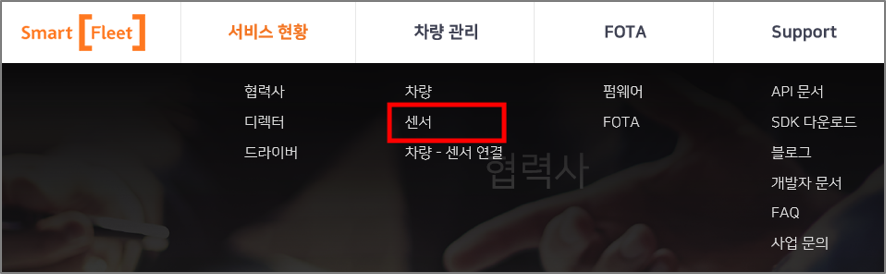 Smart [Fleet] 서비스 현황 차량 관리 FOTA Support
협력사 차량 펌웨어 API 문서
디렉터 센서 FOTA SDK 다운로드
드라이버 차량 - 센서 연결 블로그
협력사
개발자 문서
FAQ
사업 문의